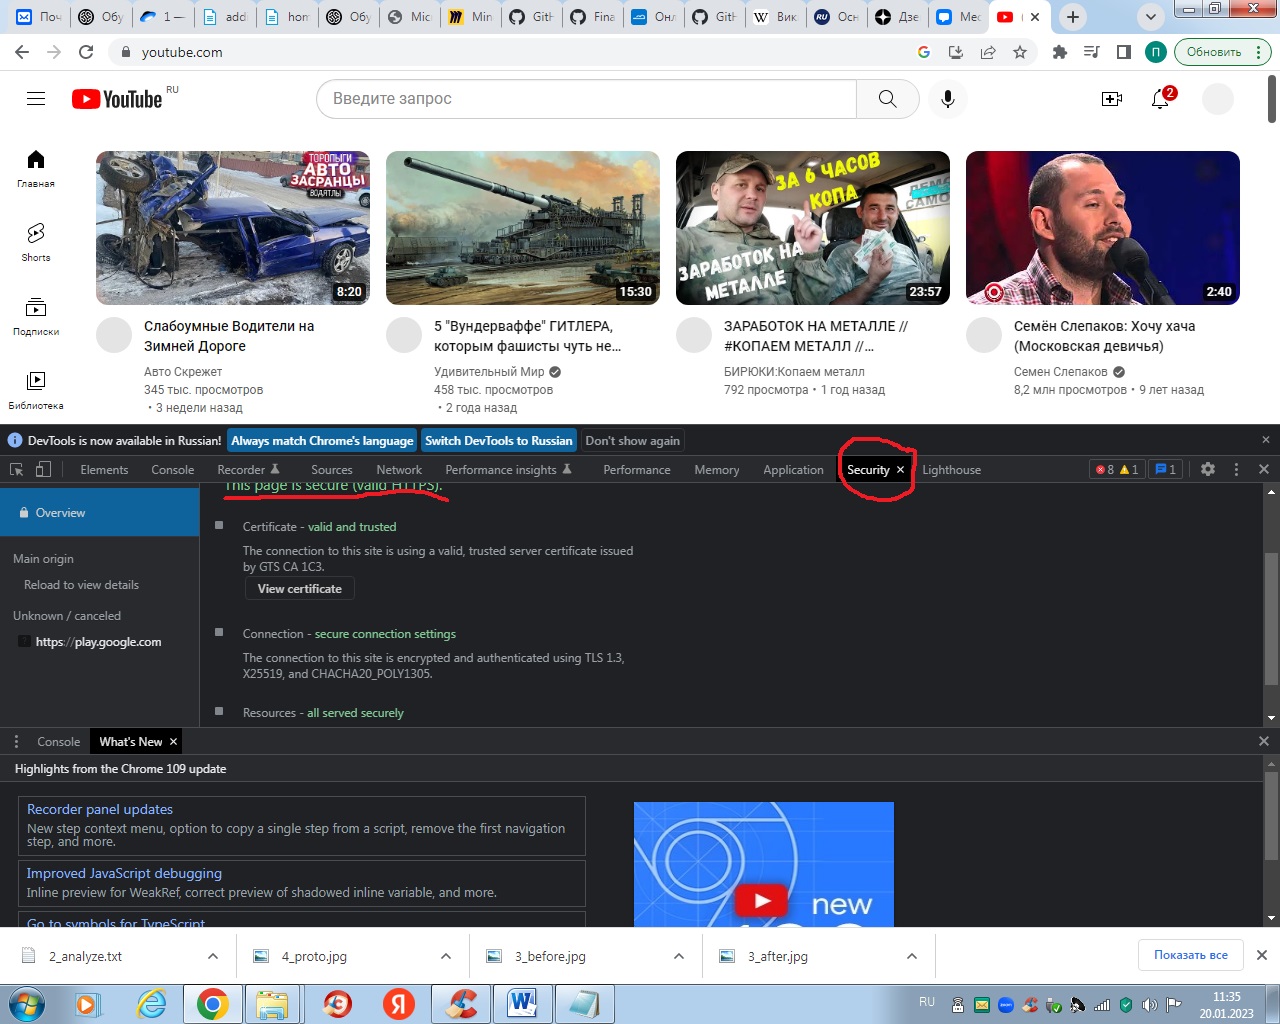 Поч
Обу
1 —
add
hom
Обу
Mic
Min
GitH
Fina
Онл
GitH
Вик
Осн
Дзе
Мес
youtube.com
П
Обновить
YouTube RU
Введите запрос
2
Главная
Shorts
Подписки
Библиотека
ТОРОПЫГИ
АВТО
ЗАСРАНЦЫ
ВОДЯТЛЫ
8:20
15:30
ЗА 6 ЧАСОВ
КОПА
ЗАРАБОТОК НА
МЕТАЛЛЕ
23:57
2:40
Слабоумные Водители на
Зимней Дороге
Авто Скрежет
345 тыс. просмотров
• 3 недели назад
5 "Вундерваффе" ГИТЛЕРА,
которым фашисты чуть не...
Удивительный Мир
458 тыс. просмотров
• 2 года назад
ЗАРАБОТОК НА МЕТАЛЛЕ //
#КОПАЕМ МЕТАЛЛ //...
БИРЮКИ:Копаем металл
792 просмотра • 1 год назад
Семён Слепаков: Хочу хача
(Московская девичья)
Семен Слепаков
8,2 млн просмотров • 9 лет назад
DevTools is now available in Russian!
Always match Chrome's language
Switch DevTools to Russian
Don't show again
Elements
Console
Recorder
Sources
Network
Performance insights
Performance
Memory
Application
Security
Lighthouse
8
1
1
Overview
Main origin
Reload to view details
Unknown / canceled
https://play.google.com
This page is secure (valid HTTPS).
Certificate - valid and trusted
The connection to this site is using a valid, trusted server certificate issued
by GTS CA 1C3.
View certificate
Connection - secure connection settings
The connection to this site is encrypted and authenticated using TLS 1.3,
X25519, and CHACHA20_POLY1305.
Resources - all served securely
Console
What's New
Highlights from the Chrome 109 update
Recorder panel updates
New step context menu, option to copy a single step from a script, remove the first navigation
step, and more.
Improved JavaScript debugging
Inline preview for WeakRef, correct preview of shadowed inline variable, and more.
Go to symbols for TypeScript
new
2_analyze.txt
4_proto.jpg
3_before.jpg
3_after.jpg
Показать все
RU
11:35
20.01.2023